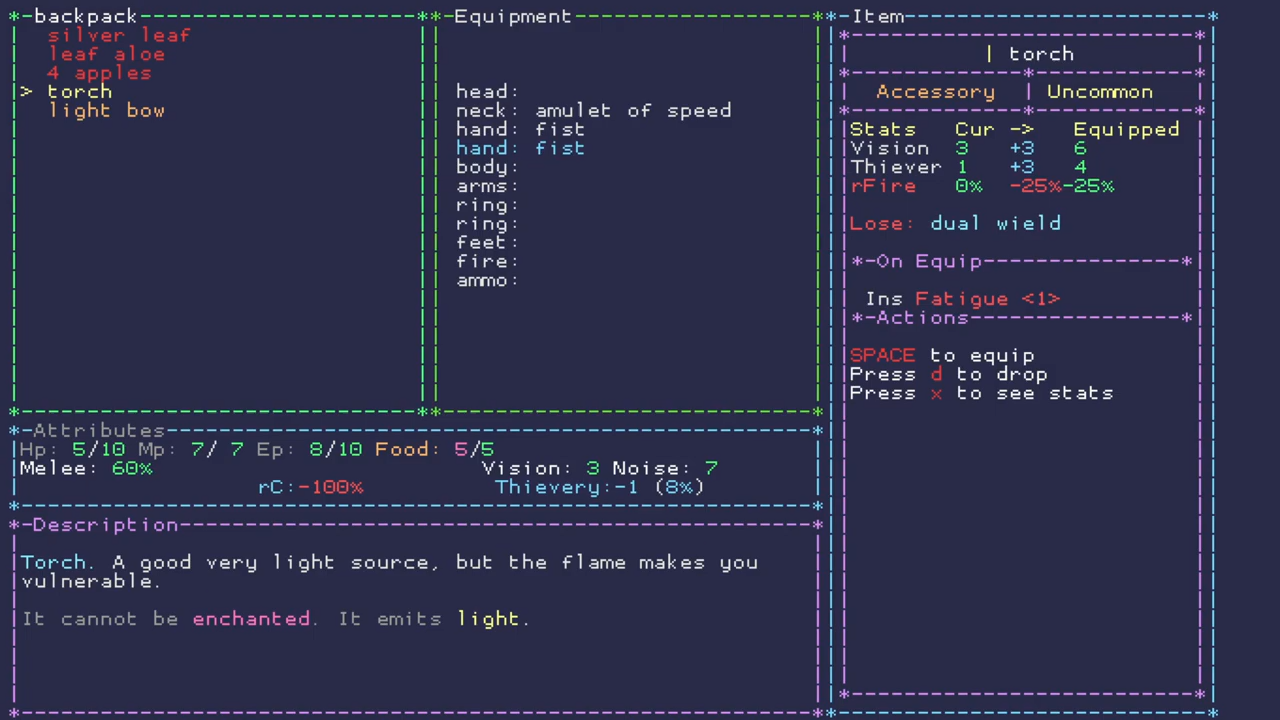 backpack
silver leaf
leaf aloe
4 apples
> torch
light bow
Equipment
head:
neck: amulet of speed
hand: fist
hand: fist
body:
arms:
ring:
ring:
feet:
fire:
ammo:
Item
| torch
Accessory | Uncommon
Stats Cur -> Equipped
Vision 3 +3 6
Thiever 1 +3 4
rFire 0% -25%-25%
Lose: dual wield
On Equip
Ins Fatigue <1>
Actions
SPACE to equip
Press d to drop
Press x to see stats
Attributes
Hp: 5/10 Mp: 7/ 7 Ep: 8/10 Food: 5/5
Melee: 60% Vision: 3 Noise: 7
rC:-100% Thievery:-1 (8%)
Description
Torch. A good very light source, but the flame makes you
vulnerable.
It cannot be enchanted. It emits light.